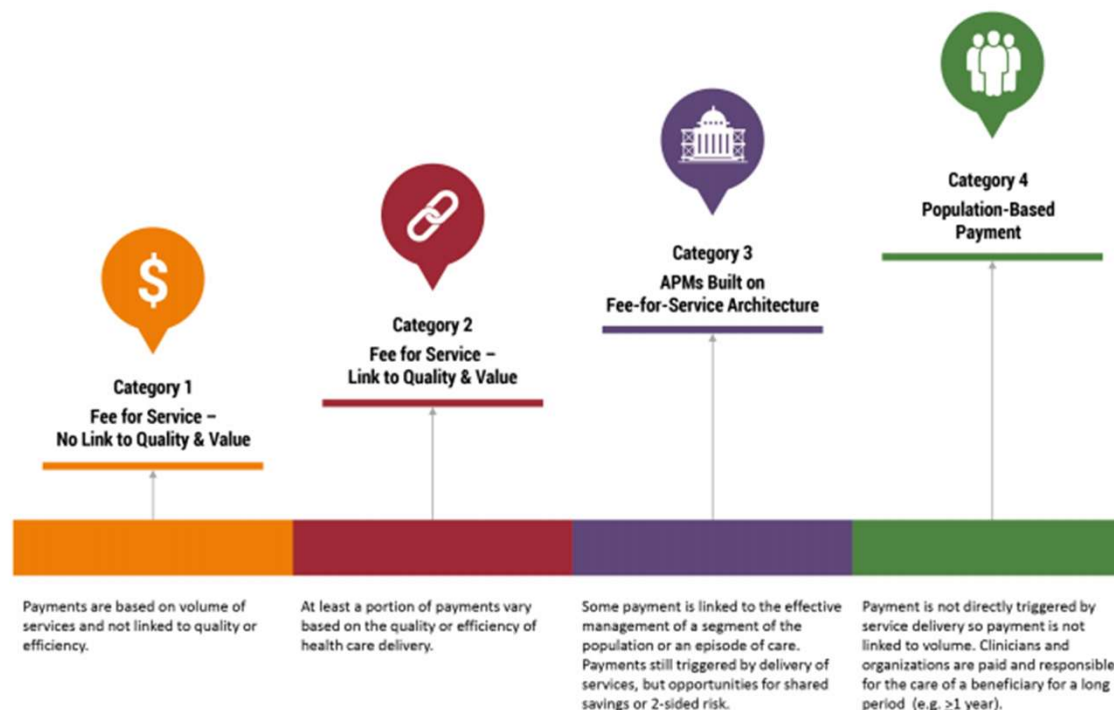 $
Category 1
Fee for Service –
No Link to Quality & Value
Category 2
Fee for Service –
Link to Quality & Value
Category 3
APMs Built on
Fee-for-Service Architecture
Category 4
Population-Based
Payment
Payments are based on volume of
services and not linked to quality or
efficiency.
At least a portion of payments vary
based on the quality or efficiency of
health care delivery.
Some payment is linked to the effective
management of a segment of the
population or an episode of care.
Payments still triggered by delivery of
services, but opportunities for shared
savings or 2-sided risk.
Payment is not directly triggered by
service delivery so payment is not
linked to volume. Clinicians and
organizations are paid and responsible
for the care of a beneficiary for a long
period (e.g. ≥1 year).